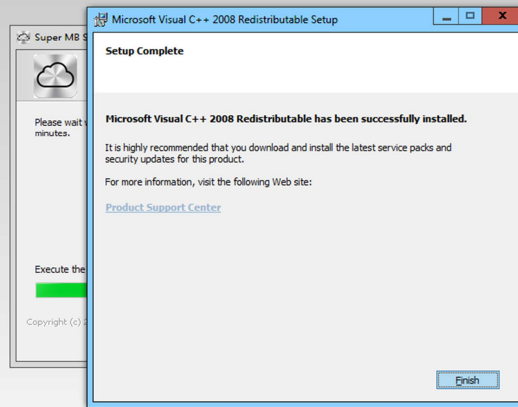 Microsoft Visual C++ 2008 Redistributable Setup
Super MB
Setup Complete
Please wait
minutes.
Microsoft Visual C++ 2008 Redistributable has been successfully installed.
It is highly recommended that you download and install the latest service packs and
security updates for this product.
For more information, visit the following Web site:
Product Support Center
Execute the
Copyright (c)
Finish